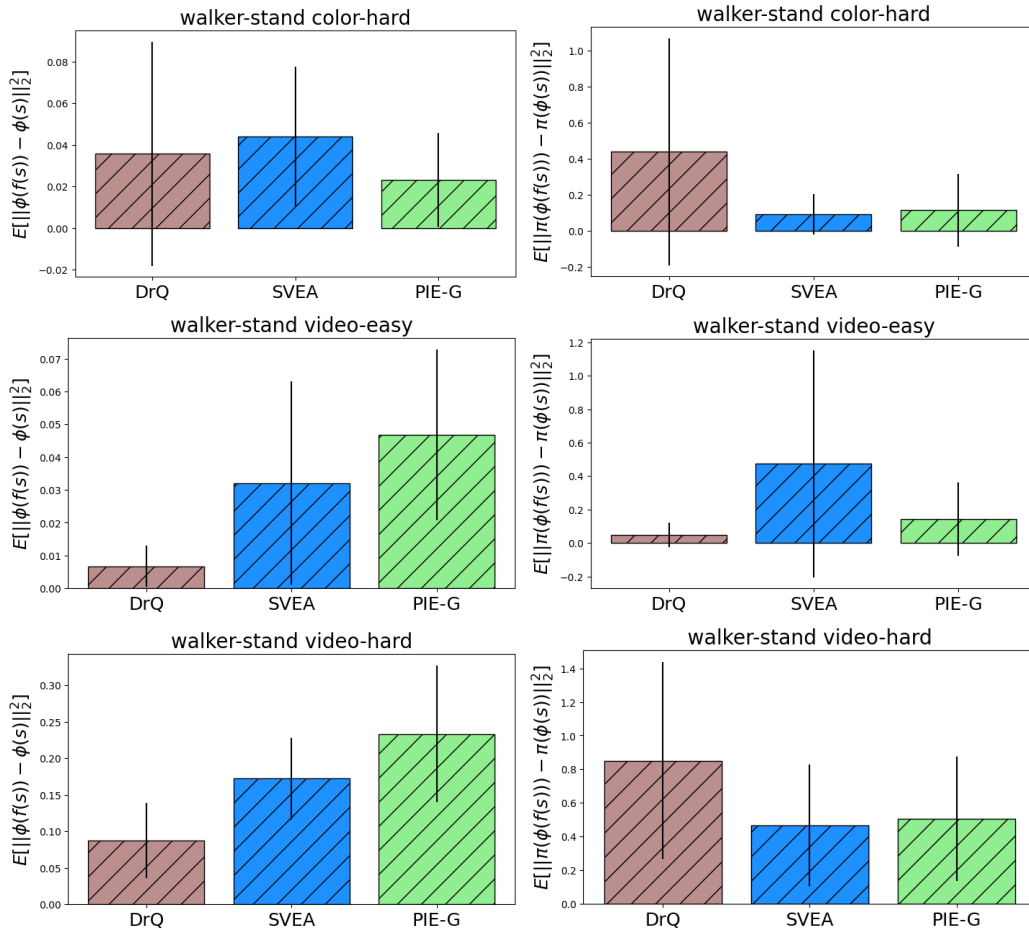 walker-stand color-hard
E[||ϕ(f(s)) − ϕ(s)||₂²]
0.08
0.06
0.04
0.02
0.00
−0.02
DrQ SVEA PIE-G
walker-stand color-hard
E[||π(ϕ(f(s))) − π(ϕ(s))||₂²]
1.0
0.8
0.6
0.4
0.2
0.0
−0.2
DrQ SVEA PIE-G
walker-stand video-easy
E[||ϕ(f(s)) − ϕ(s)||₂²]
0.07
0.06
0.05
0.04
0.03
0.02
0.01
0.00
DrQ SVEA PIE-G
walker-stand video-easy
E[||π(ϕ(f(s))) − π(ϕ(s))||₂²]
1.2
1.0
0.8
0.6
0.4
0.2
0.0
−0.2
DrQ SVEA PIE-G
walker-stand video-hard
E[||ϕ(f(s)) − ϕ(s)||₂²]
0.30
0.25
0.20
0.15
0.10
0.05
0.00
DrQ SVEA PIE-G
walker-stand video-hard
E[||π(ϕ(f(s))) − π(ϕ(s))||₂²]
1.4
1.2
1.0
0.8
0.6
0.4
0.2
0.0
DrQ SVEA PIE-G